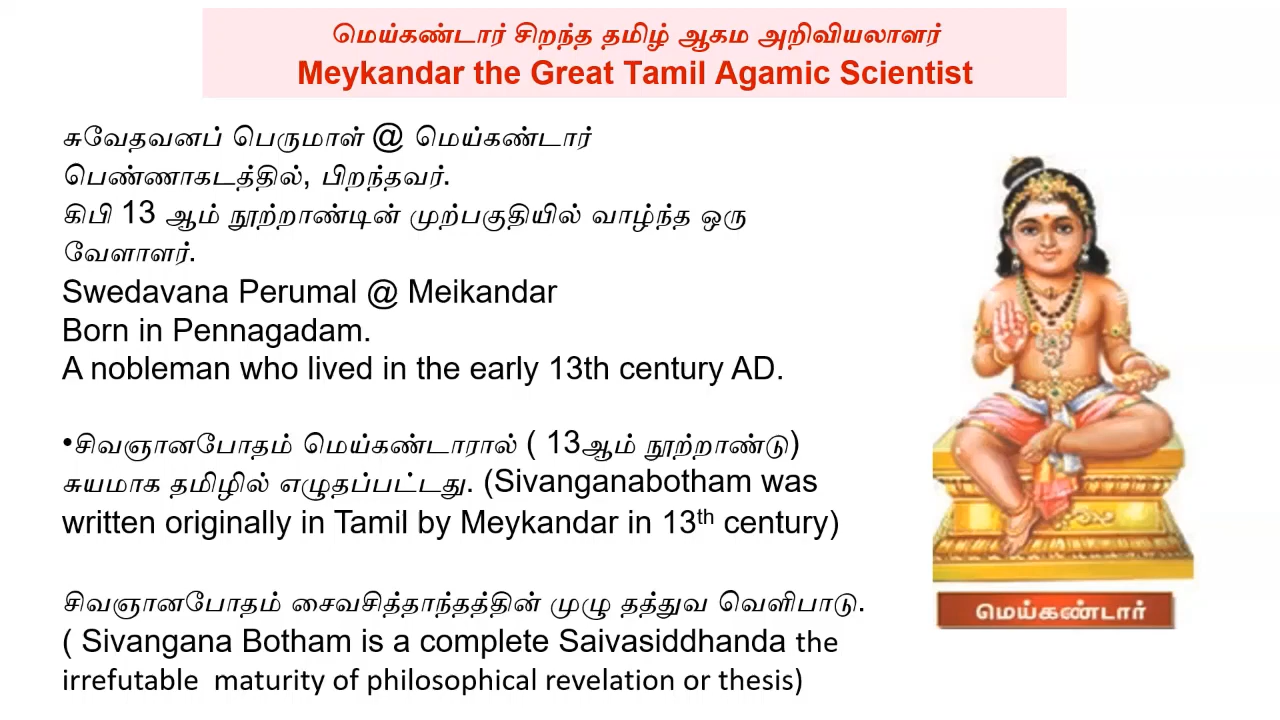 மெய்கண்டார் சிறந்த தமிழ் ஆகம அறிவியலாளர்
Meykandar the Great Tamil Agamic Scientist
சுவேதவனப் பெருமாள் @ மெய்கண்டார்
பெண்ணாகடத்தில், பிறந்தவர்.
கிபி 13 ஆம் நூற்றாண்டின் முற்பகுதியில் வாழ்ந்த ஒரு
வேளாளர்.
Swedavana Perumal @ Meikandar
Born in Pennagadam.
A nobleman who lived in the early 13th century AD.
•சிவஞானபோதம் மெய்கண்டாரால் ( 13ஆம் நூற்றாண்டு)
சுயமாக தமிழில் எழுதப்பட்டது. (Sivanganabotham was
written originally in Tamil by Meykandar in 13th century)
சிவஞானபோதம் சைவசித்தாந்தத்தின் முழு தத்துவ வெளிபாடு.
( Sivangana Botham is a complete Saivasiddhanda the
irrefutable maturity of philosophical revelation or thesis)
மெய்கண்டார்